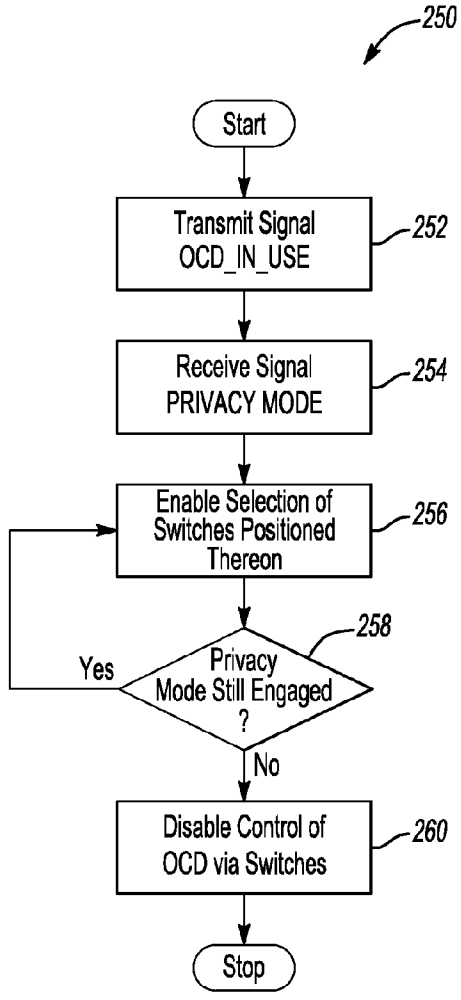 250
Start
Transmit Signal
OCD_IN_USE
252
Receive Signal
PRIVACY MODE
254
Enable Selection of
Switches Positioned
Thereon
256
258
Privacy
Mode Still Engaged
?
Yes
No
Disable Control of
OCD via Switches
260
Stop